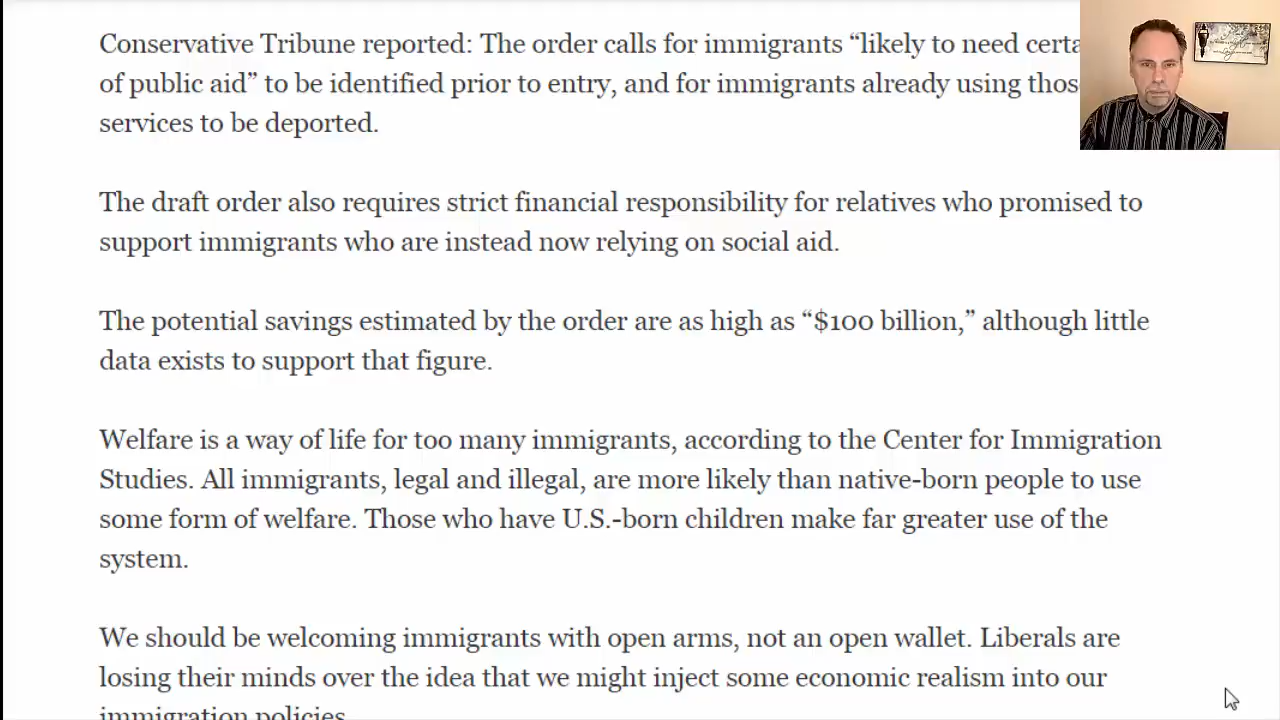 Conservative Tribune reported: The order calls for immigrants “likely to need
of public aid” to be identified prior to entry, and for immigrants already using
services to be deported.
The draft order also requires strict financial responsibility for relatives who promised to
support immigrants who are instead now relying on social aid.
The potential savings estimated by the order are as high as “$100 billion,” although little
data exists to support that figure.
Welfare is a way of life for too many immigrants, according to the Center for Immigration
Studies. All immigrants, legal and illegal, are more likely than native-born people to use
some form of welfare. Those who have U.S.-born children make far greater use of the
system.
We should be welcoming immigrants with open arms, not an open wallet. Liberals are
losing their minds over the idea that we might inject some economic realism into our
immigration policies.